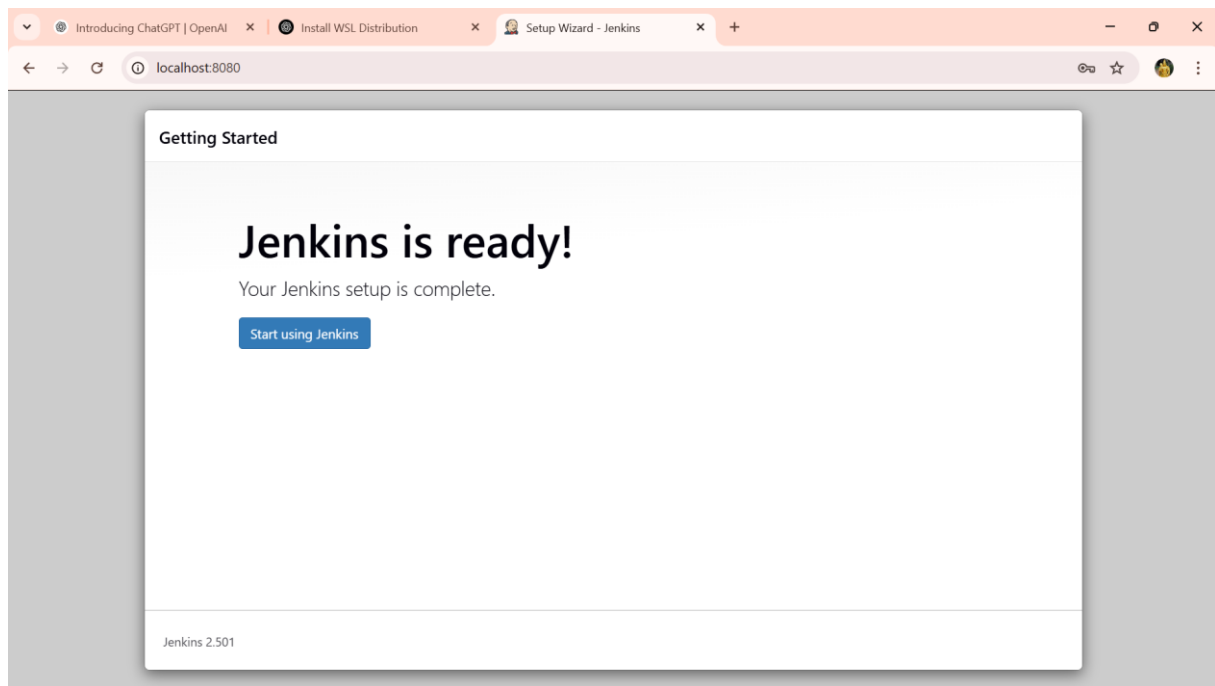 Introducing ChatGPT | OpenAI
Install WSL Distribution
Setup Wizard - Jenkins
localhost:8080
Getting Started
Jenkins is ready!
Your Jenkins setup is complete.
Start using Jenkins
Jenkins 2.501